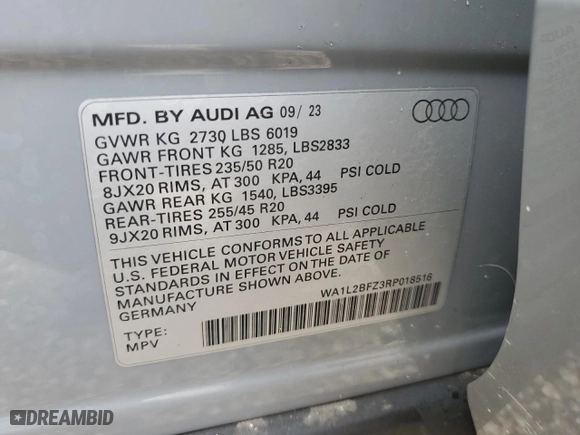 MFD. BY AUDI AG 09/ 23
GVWR KG 2730 LBS 6019
GAWR FRONT KG 1285, LBS2833
FRONT-TIRES 235/50 R20
8JX20 RIMS, AT 300 KPA, 44 PSI COLD
GAWR REAR KG 1540, LBS3395
REAR-TIRES 255/45 R20
9JX20 RIMS, AT 300 KPA, 44 PSI COLD
THIS VEHICLE CONFORMS TO ALL APPLICABLE
U.S. FEDERAL MOTOR VEHICLE SAFETY
STANDARDS IN EFFECT ON THE DATE OF
MANUFACTURE SHOWN ABOVE.
GERMANY
WA1L2BFZ3RP018516
TYPE:
MPV
DREAMBID